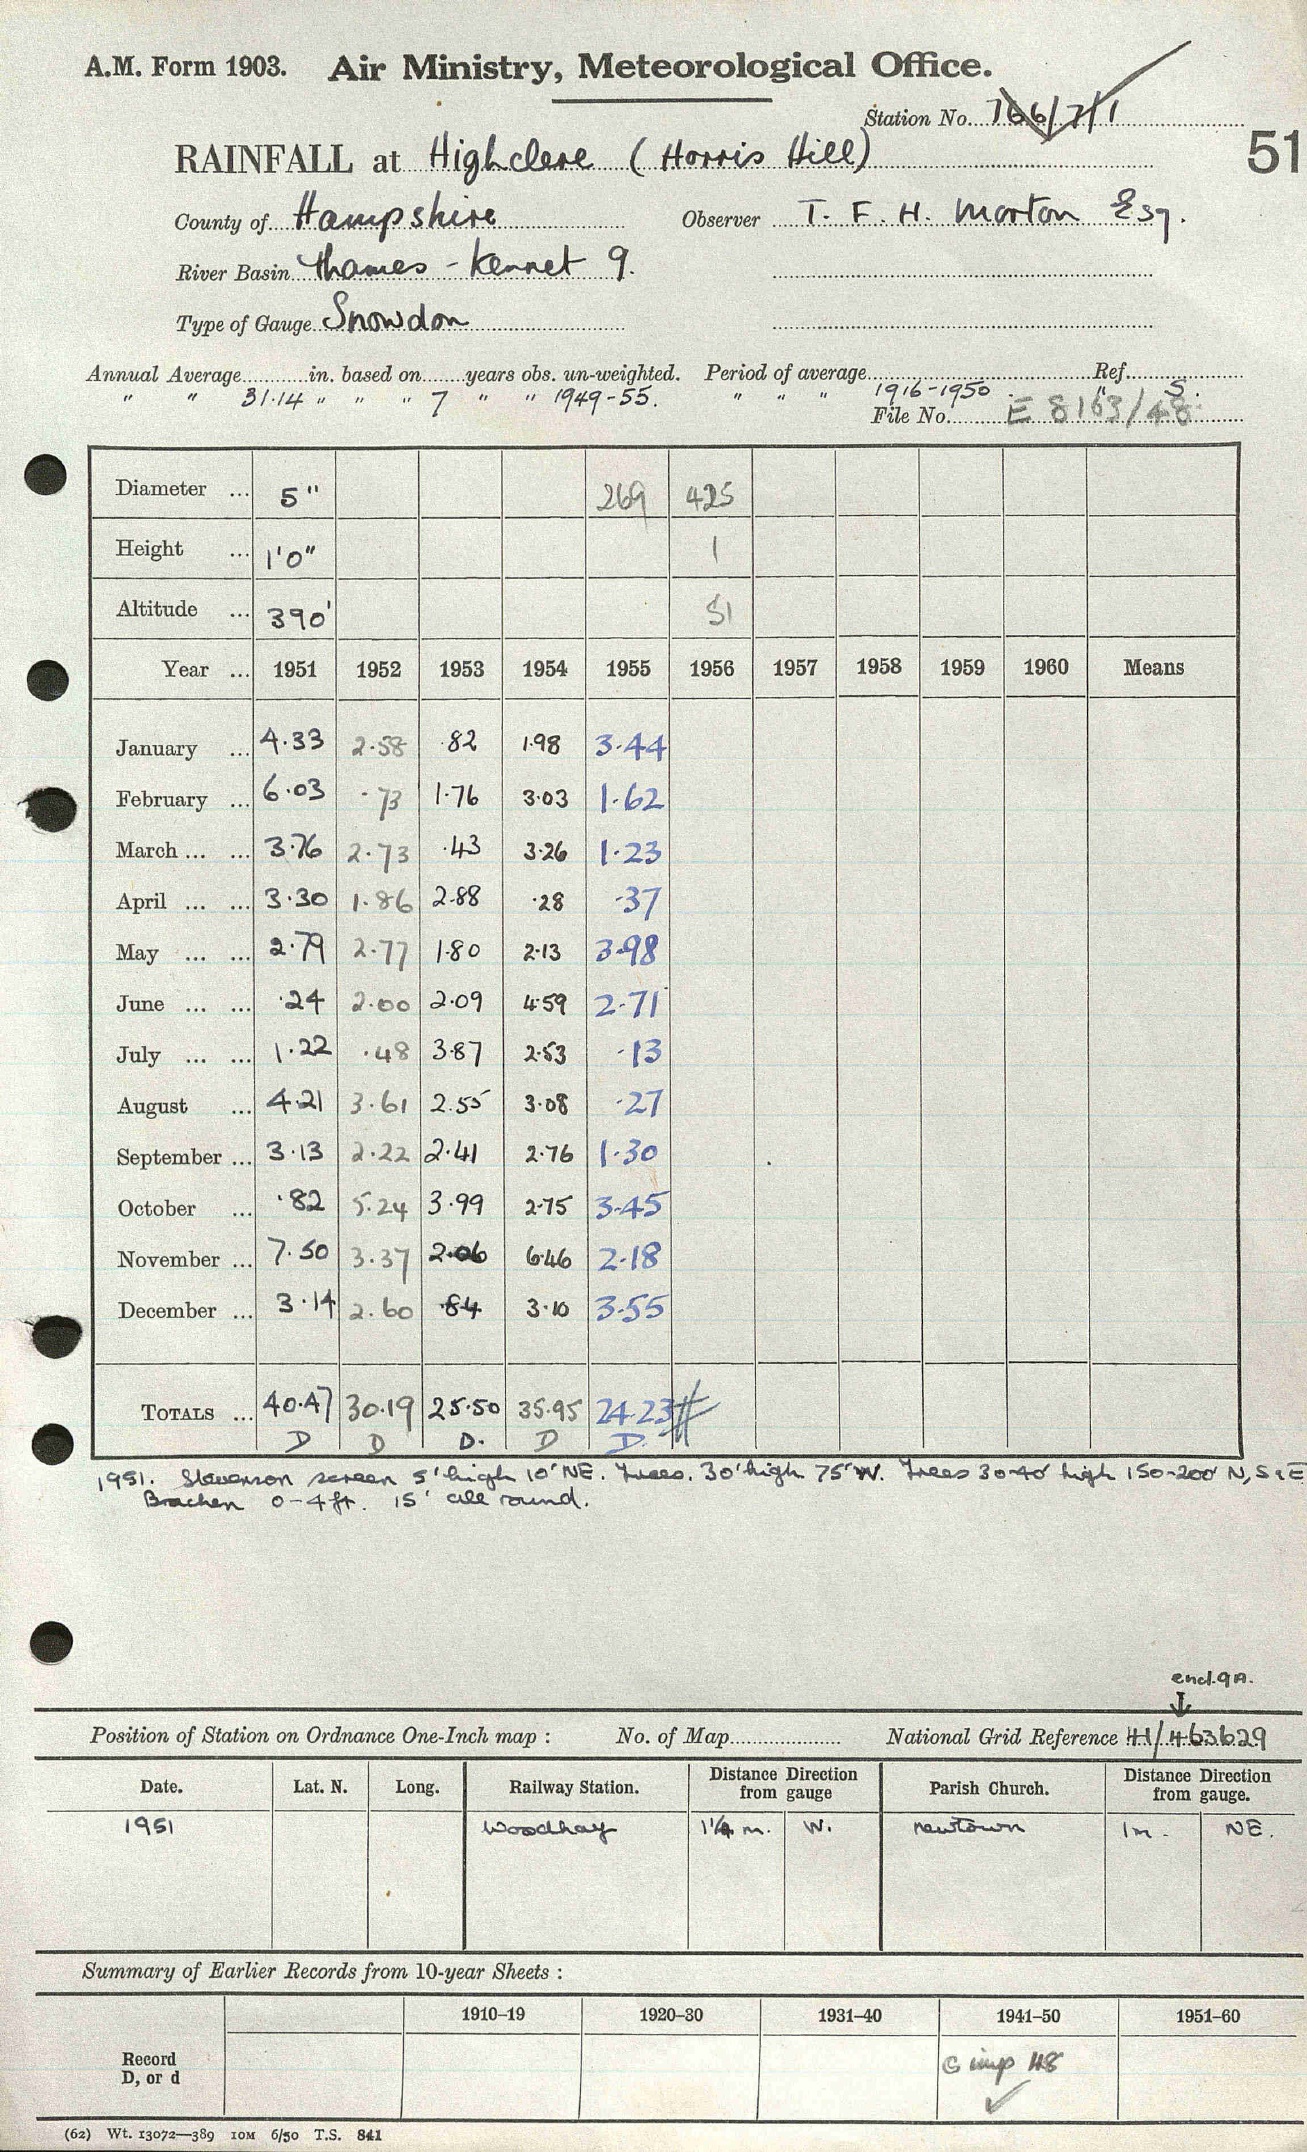 A.M. Form 1903. Air Ministry, Meteorological Office.
Station No. 766/7/1
51
RAINFALL at Highclere (Horris Hill)
County of Hampshire Observer T. F. H. Morton Esq.
River Basin Thames - Kennet 9.
Type of Gauge Snowdon
Annual Average............in. based on........years obs. un-weighted. Period of average.............Ref.............
" " 31.14 " " " 7 " " 1949-55. " " " 1916-1950 . " S.
File No. E 8163/48
Diameter ... 5" 269 425
Height ... 1'0" 1
Altitude ... 390' 51
Year ... 1951 1952 1953 1954 1955 1956 1957 1958 1959 1960 Means
January ... 4.33 2.58 .82 1.98 3.44
February ... 6.03 .73 1.76 3.03 1.62
March ... ... 3.76 2.73 .43 3.26 1.23
April ... ... 3.30 1.86 2.88 .28 .37
May ... ... 2.79 2.77 1.80 2.13 3.98
June ... ... .24 2.00 2.09 4.59 2.71
July ... ... 1.22 .48 3.87 2.53 .13
August ... 4.21 3.61 2.55 3.08 .27
September ... 3.13 2.22 2.41 2.76 1.30
October ... .82 5.24 3.99 2.75 3.45
November ... 7.50 3.37 2.06 6.46 2.18
December ... 3.14 2.60 .84 3.10 3.55
TOTALS ... 40.47 30.19 25.50 35.95 24.23 #
D D D. D D.
1951. Stevenson screen 5' high 10' NE. Trees. 30' high 75' W. Trees 30-40' high 150-200' N, S & E
Bracken 0-4 ft. 15' all round.
encl. 9A.
Position of Station on Ordnance One-Inch map : No. of Map.................... National Grid Reference 41/463629
Date. Lat. N. Long. Railway Station. Distance Direction from gauge Parish Church. Distance Direction from gauge.
1951 Woodhay 1¼ m. W. Newtown 1 m. NE.
Summary of Earlier Records from 10-year Sheets :
1910-19 1920-30 1931-40 1941-50 1951-60
Record
D, or d
G imp 48
(62) Wt. 13072—389 10M 6/50 T.S. 841